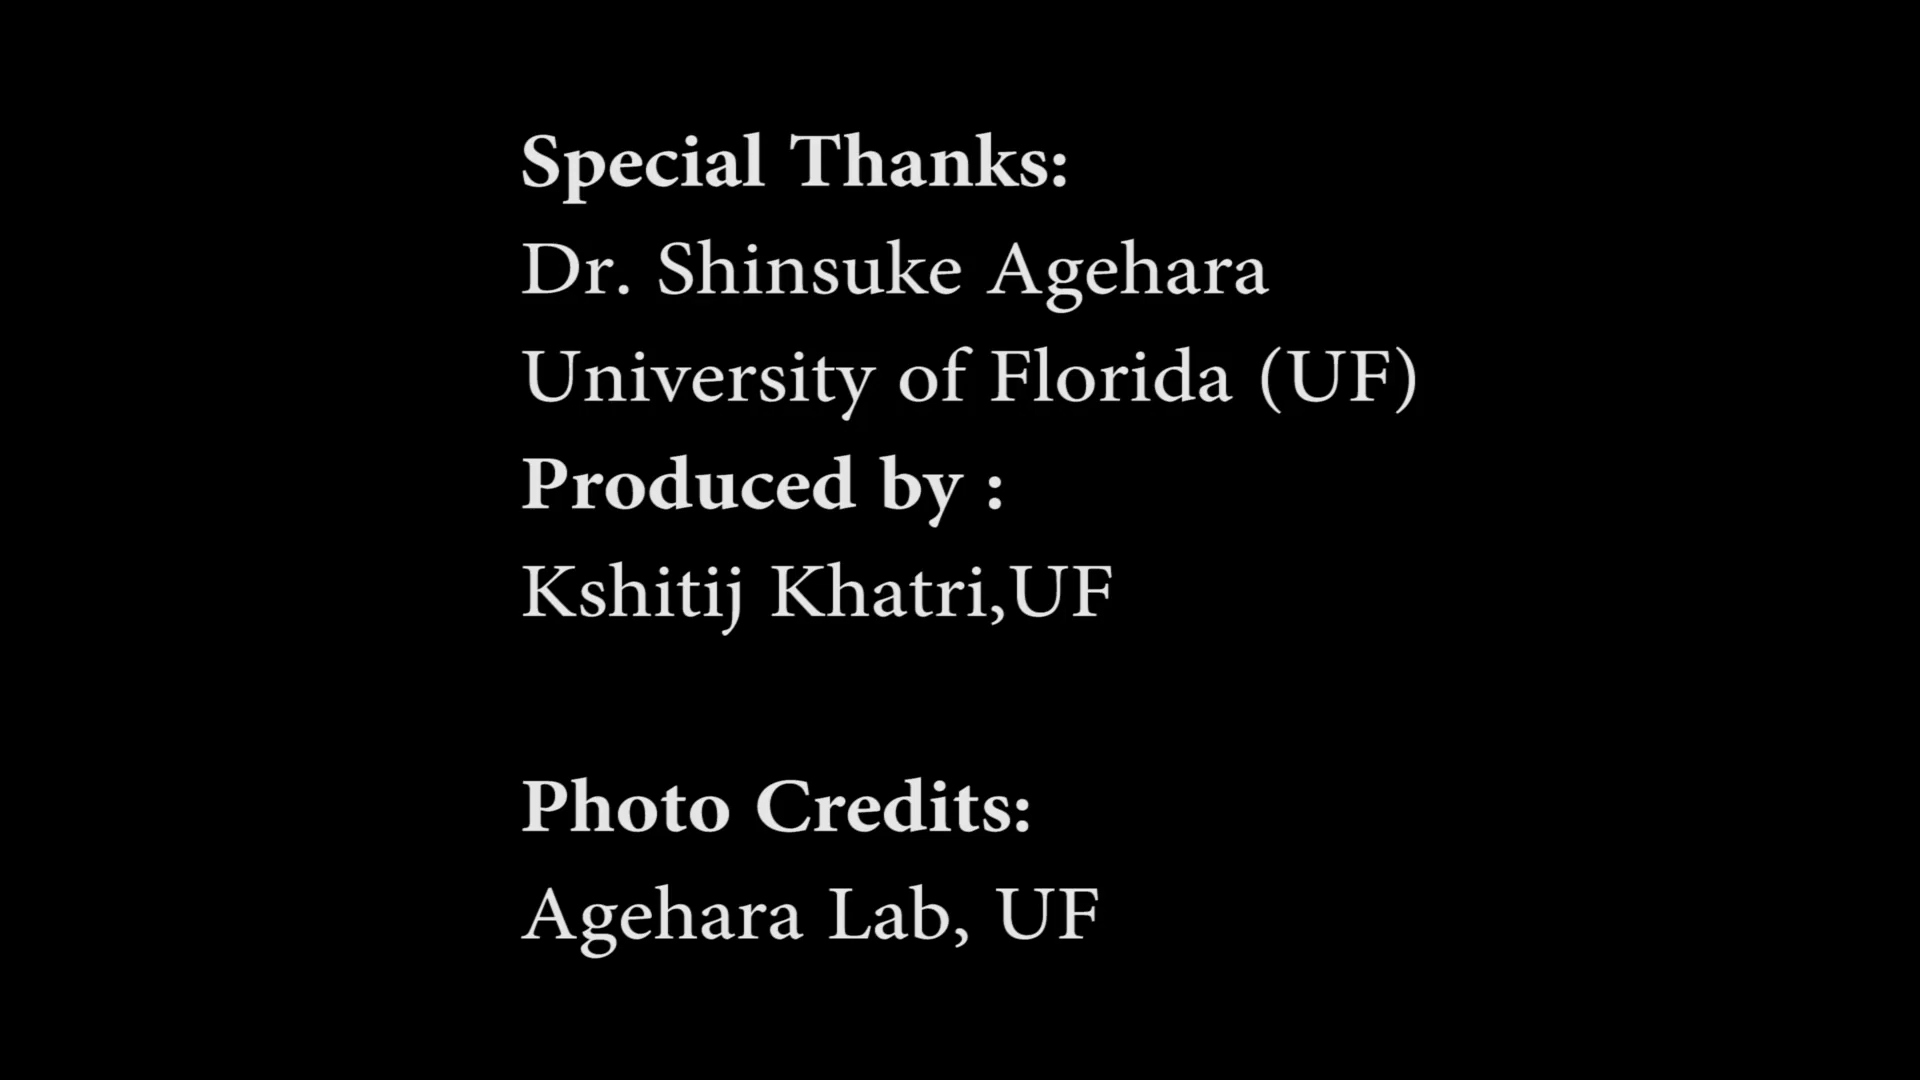 Special Thanks:
Dr. Shinsuke Agehara
University of Florida (UF)
Produced by :
Kshitij Khatri,UF
Photo Credits:
Agehara Lab, UF